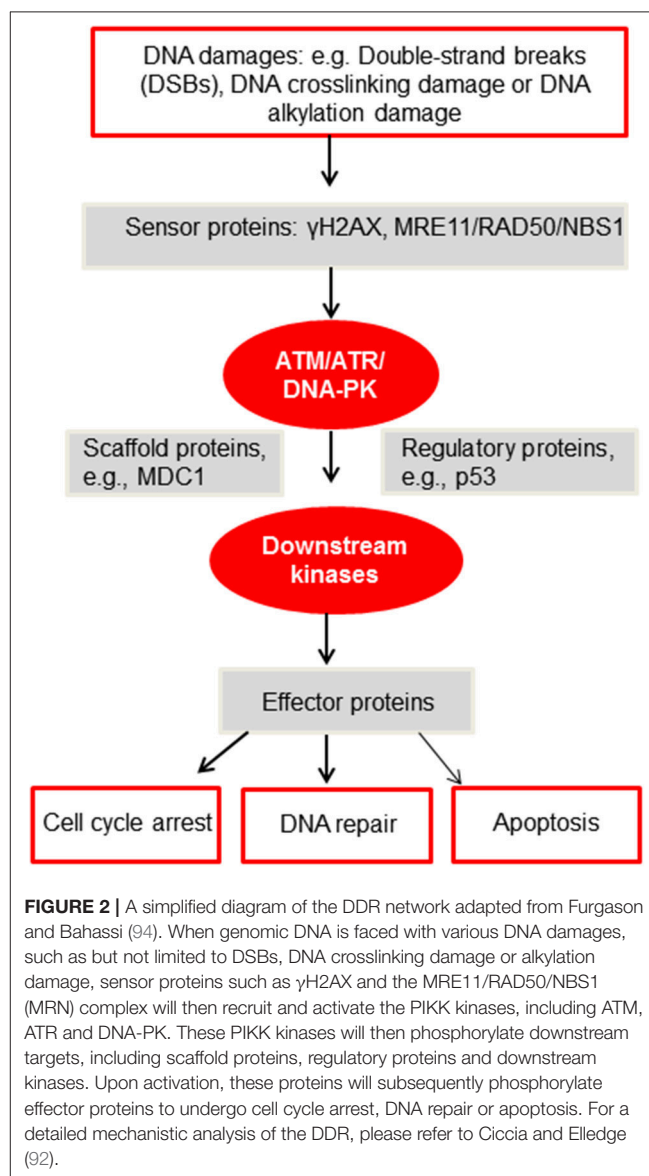 DNA damages: e.g. Double-strand breaks
(DSBs), DNA crosslinking damage or DNA
alkylation damage
Sensor proteins: γH2AX, MRE11/RAD50/NBS1
ATM/ATR/
DNA-PK
Scaffold proteins,
e.g., MDC1
Regulatory proteins,
e.g., p53
Downstream
kinases
Effector proteins
Cell cycle arrest
DNA repair
Apoptosis
FIGURE 2 | A simplified diagram of the DDR network adapted from Furgason
and Bahassi (94). When genomic DNA is faced with various DNA damages,
such as but not limited to DSBs, DNA crosslinking damage or alkylation
damage, sensor proteins such as γH2AX and the MRE11/RAD50/NBS1
(MRN) complex will then recruit and activate the PIKK kinases, including ATM,
ATR and DNA-PK. These PIKK kinases will then phosphorylate downstream
targets, including scaffold proteins, regulatory proteins and downstream
kinases. Upon activation, these proteins will subsequently phosphorylate
effector proteins to undergo cell cycle arrest, DNA repair or apoptosis. For a
detailed mechanistic analysis of the DDR, please refer to Ciccia and Elledge
(92).